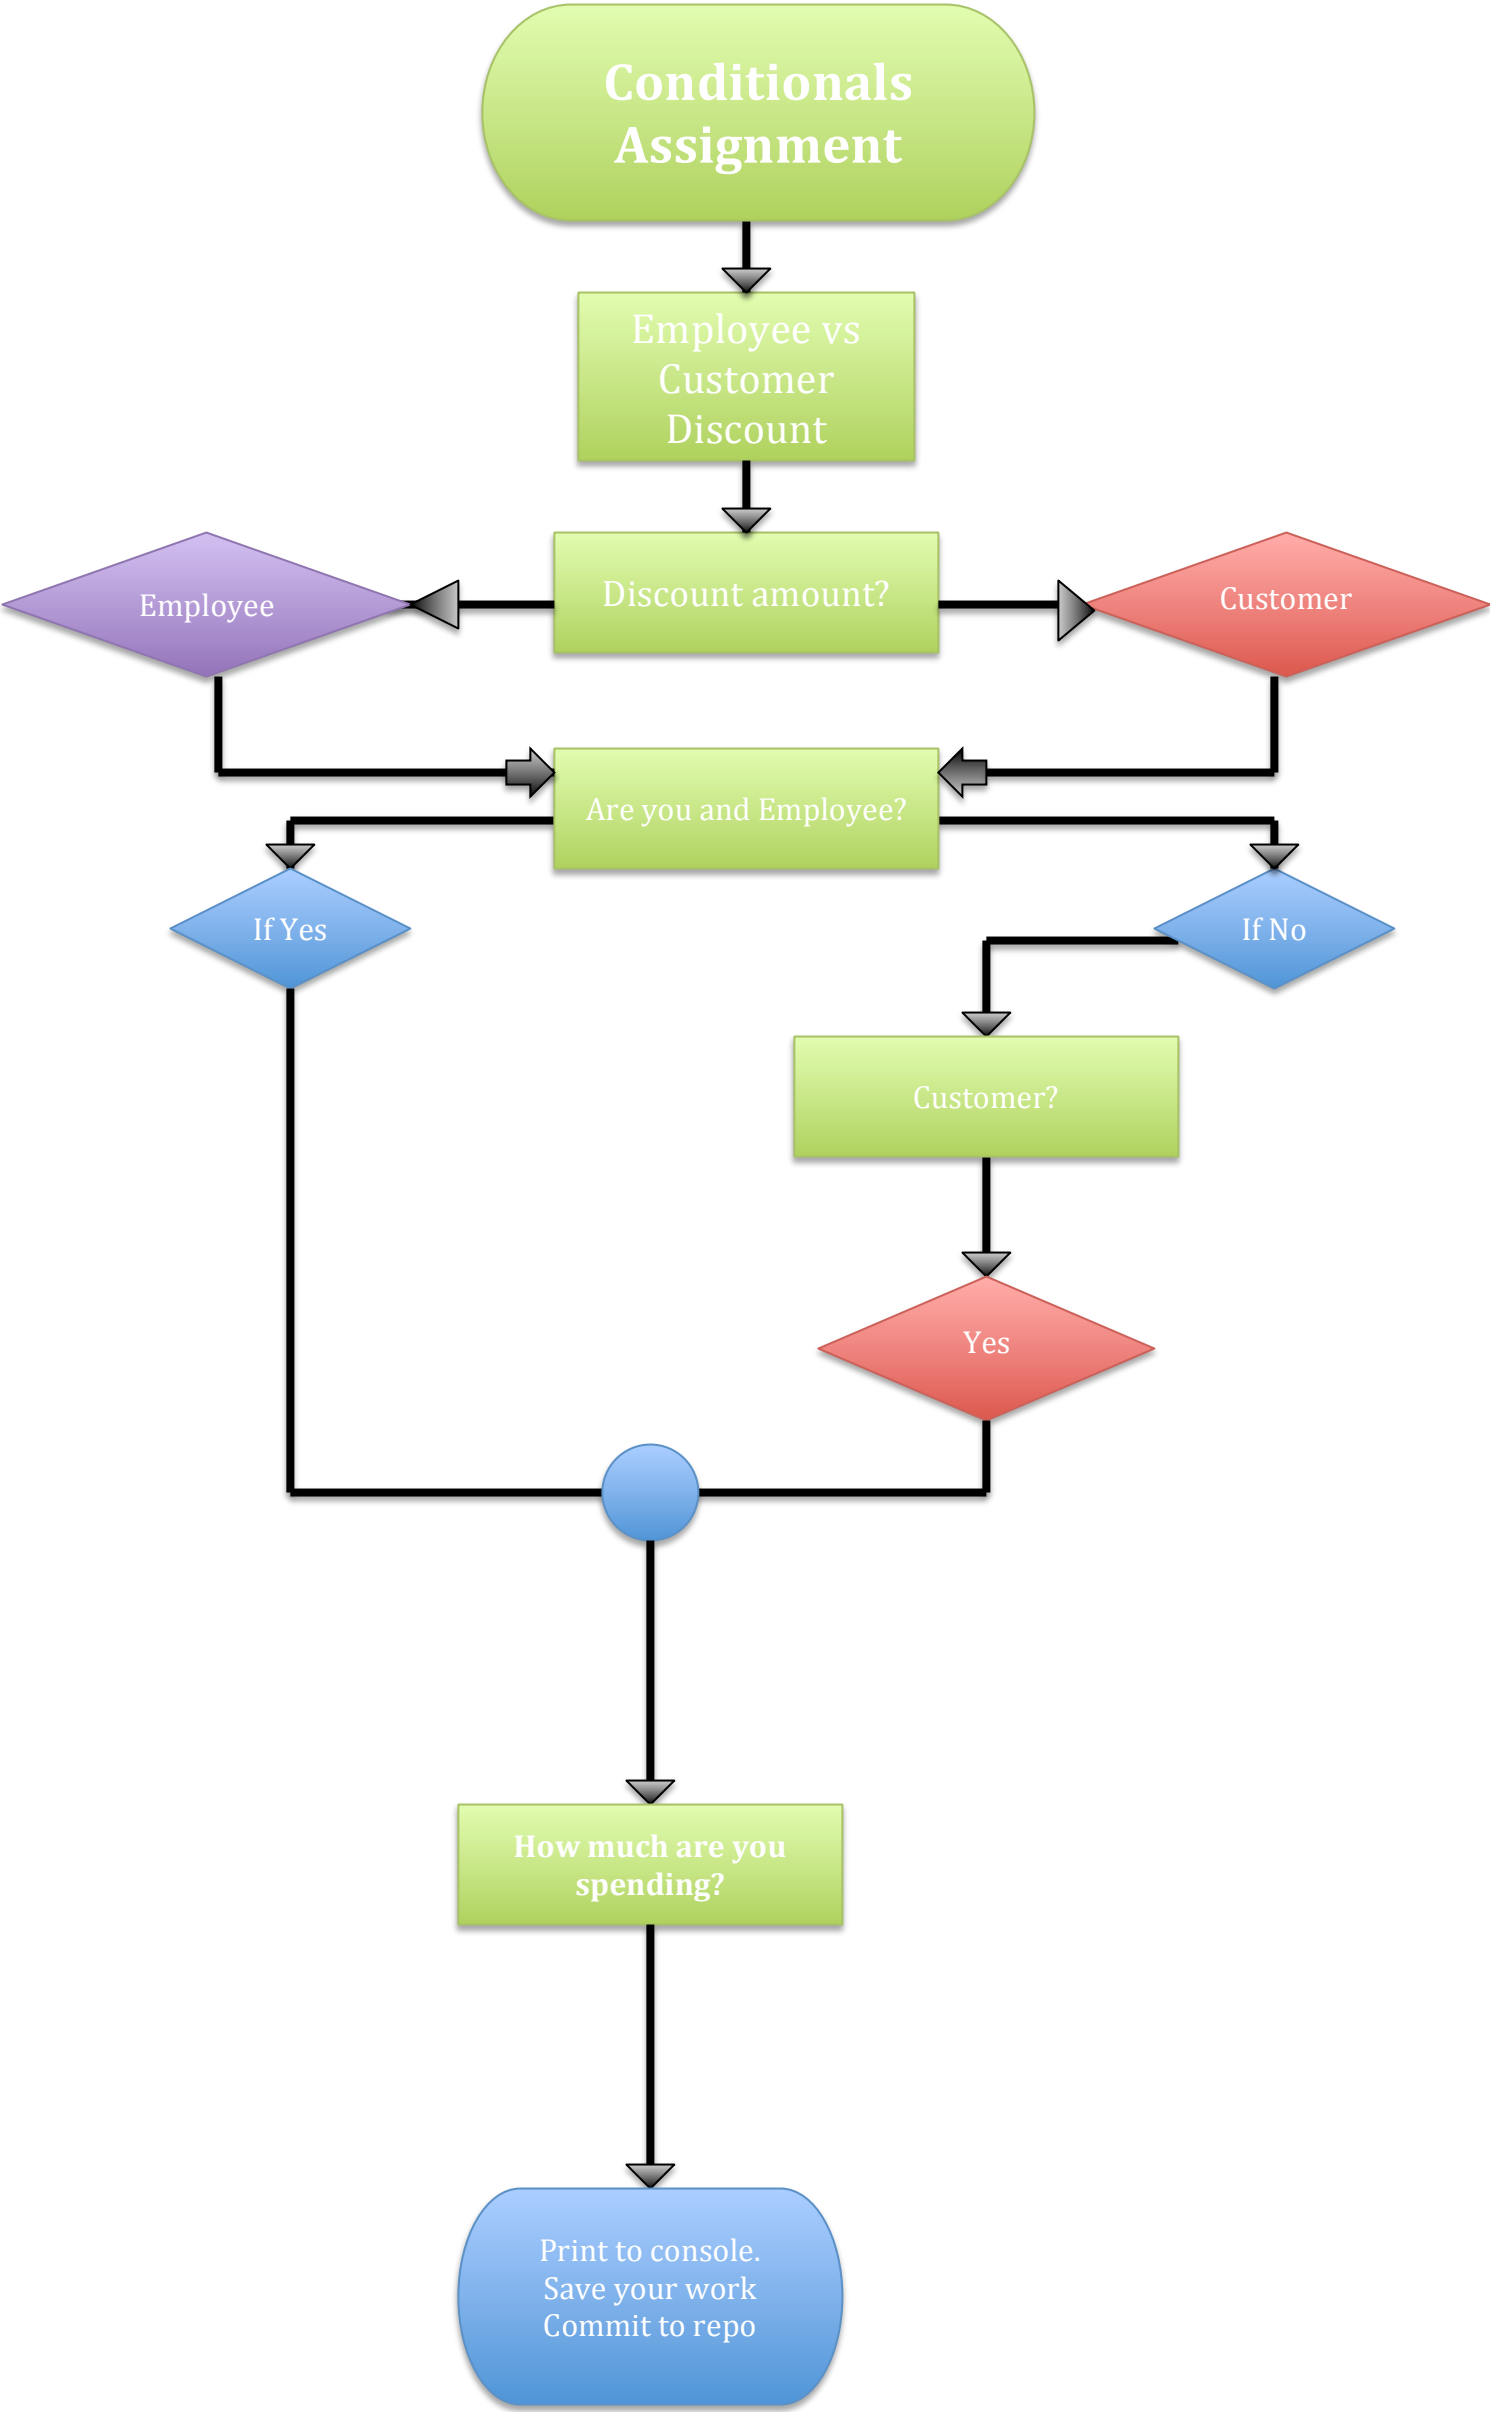 Conditionals
Assignment
Employee vs
Customer
Discount
Employee
Discount amount?
Customer
Are you and Employee?
If Yes
If No
Customer?
Yes
How much are you
spending?
Print to console.
Save your work
Commit to repo